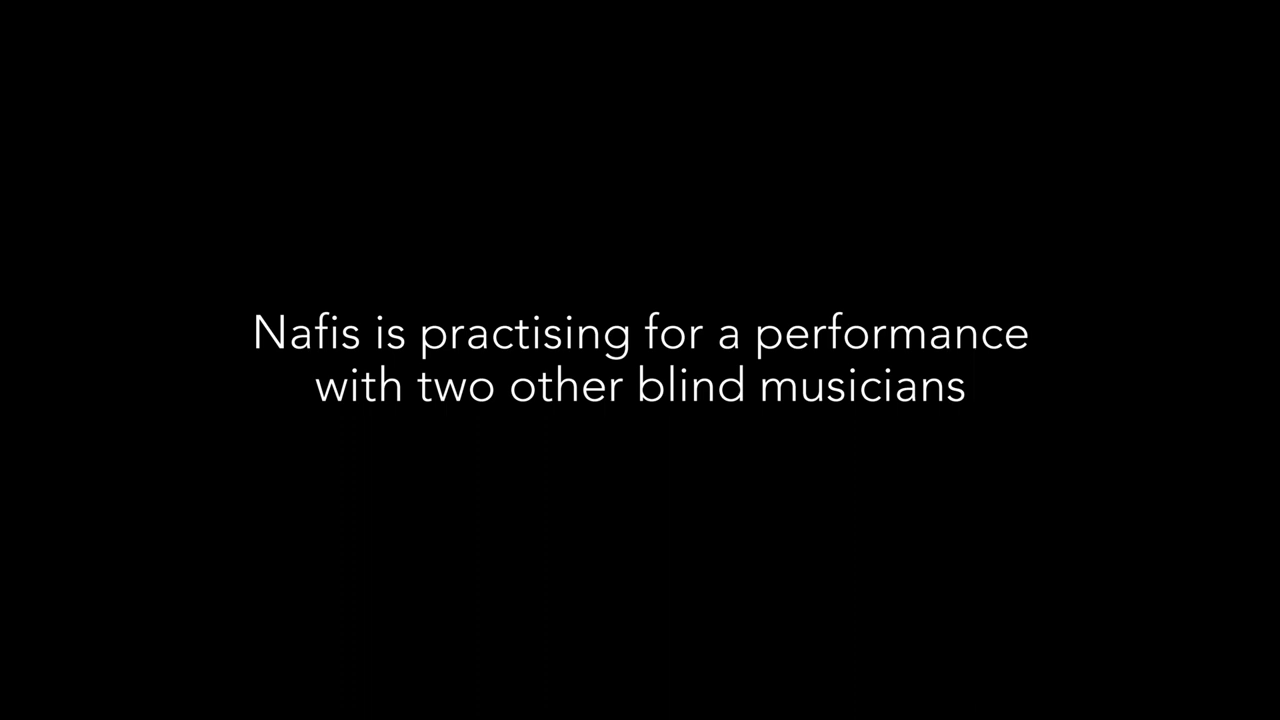 Nafis is practising for a performance
with two other blind musicians